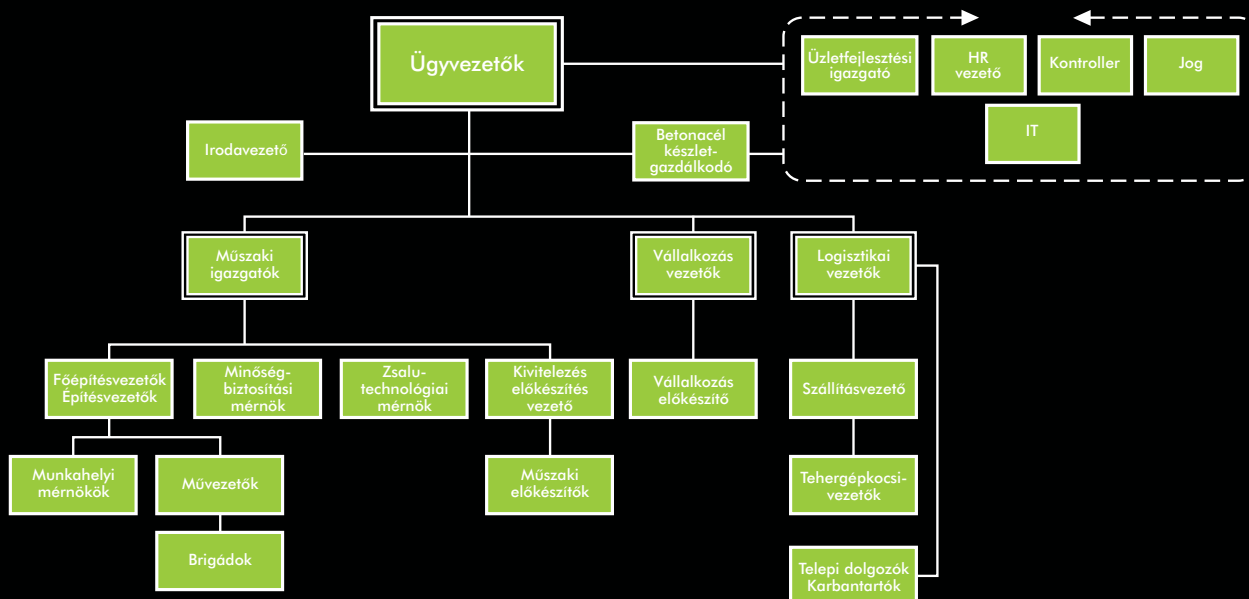 Ügyvezetők
Üzletfejlesztési
igazgató
HR
vezető
Kontroller
Jog
IT
Irodavezető
Betonacél
készlet-
gazdálkodó
Műszaki
igazgatók
Vállalkozás
vezetők
Logisztikai
vezetők
Főépítésvezetők
Építésvezetők
Minőség-
biztosítási
mérnök
Zsalu-
technológiai
mérnök
Kivitelezés
előkészítés
vezető
Vállalkozás
előkészítő
Szállításvezető
Munkahelyi
mérnökök
Művezetők
Műszaki
előkészítők
Tehergépkocsi-
vezetők
Brigádok
Telepi dolgozók
Karbantartók